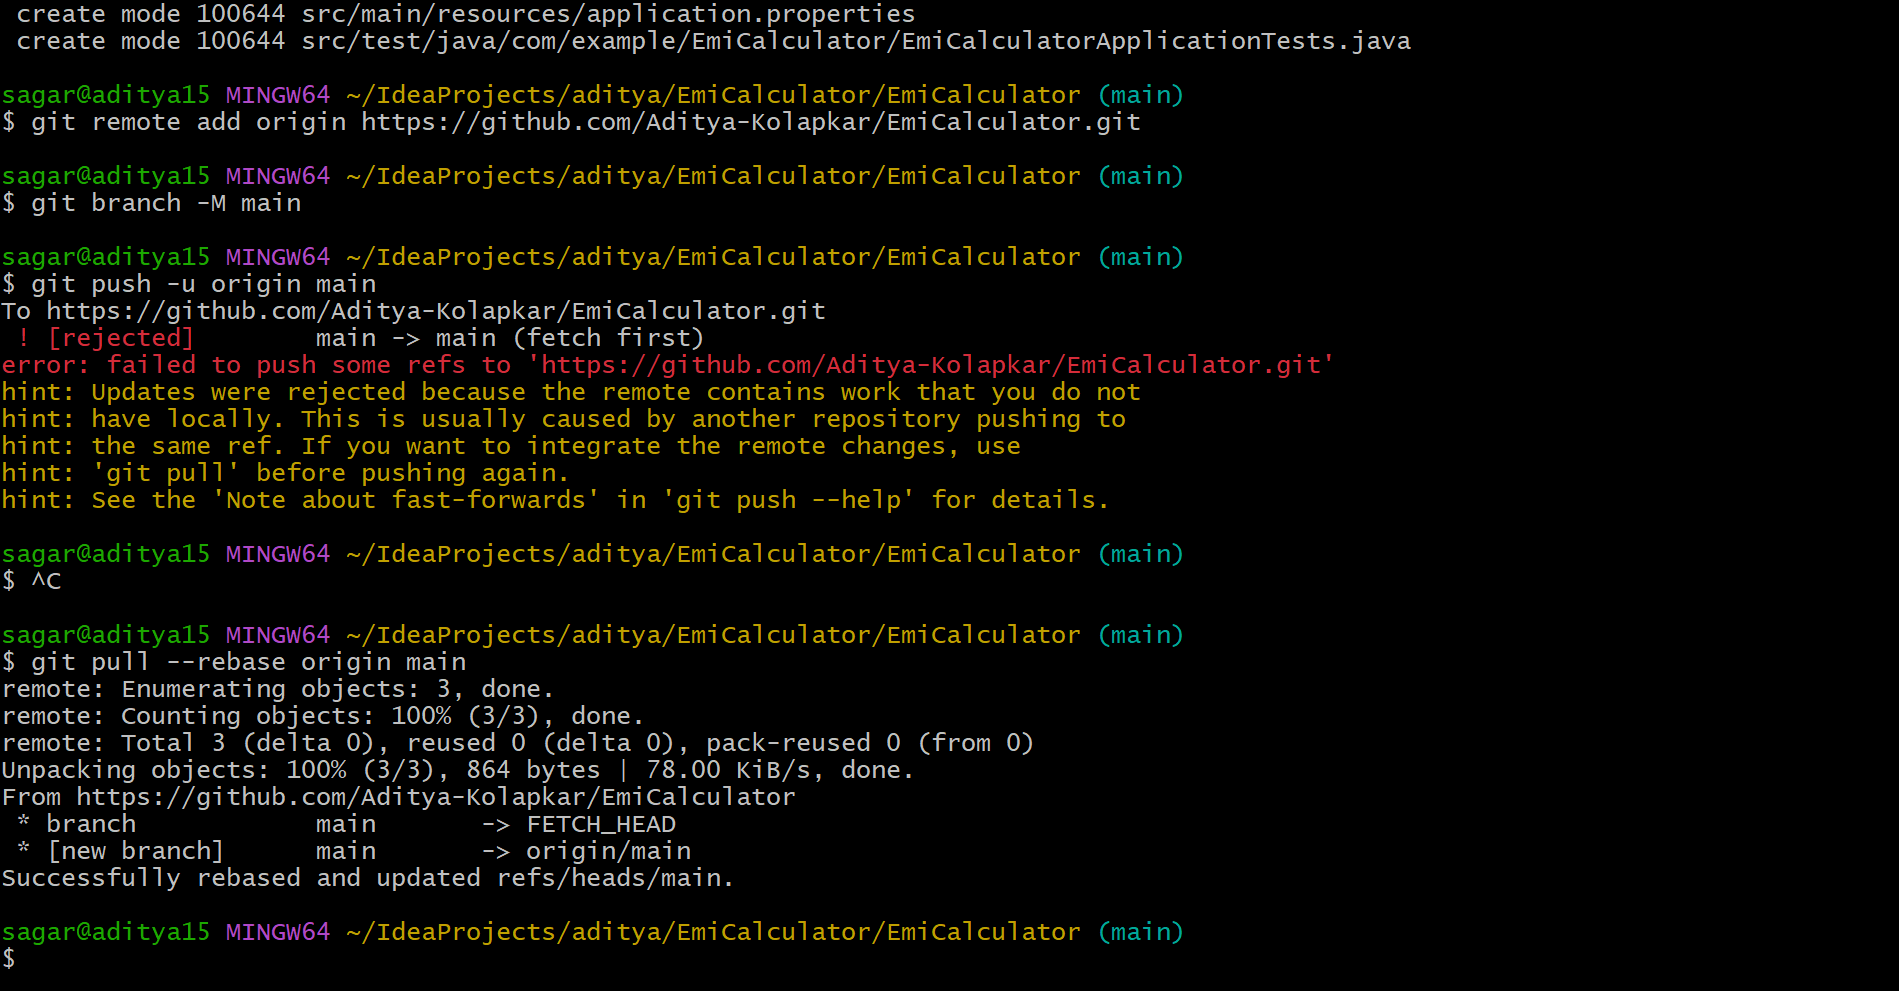 create mode 100644 src/main/resources/application.properties
create mode 100644 src/test/java/com/example/EmiCalculator/EmiCalculatorApplicationTests.java
sagar@aditya15 MINGW64 ~/IdeaProjects/aditya/EmiCalculator/EmiCalculator (main)
$ git remote add origin https://github.com/Aditya-Kolapkar/EmiCalculator.git
sagar@aditya15 MINGW64 ~/IdeaProjects/aditya/EmiCalculator/EmiCalculator (main)
$ git branch -M main
sagar@aditya15 MINGW64 ~/IdeaProjects/aditya/EmiCalculator/EmiCalculator (main)
$ git push -u origin main
To https://github.com/Aditya-Kolapkar/EmiCalculator.git
! [rejected]        main -> main (fetch first)
error: failed to push some refs to 'https://github.com/Aditya-Kolapkar/EmiCalculator.git'
hint: Updates were rejected because the remote contains work that you do not
hint: have locally. This is usually caused by another repository pushing to
hint: the same ref. If you want to integrate the remote changes, use
hint: 'git pull' before pushing again.
hint: See the 'Note about fast-forwards' in 'git push --help' for details.
sagar@aditya15 MINGW64 ~/IdeaProjects/aditya/EmiCalculator/EmiCalculator (main)
$ ^C
sagar@aditya15 MINGW64 ~/IdeaProjects/aditya/EmiCalculator/EmiCalculator (main)
$ git pull --rebase origin main
remote: Enumerating objects: 3, done.
remote: Counting objects: 100% (3/3), done.
remote: Total 3 (delta 0), reused 0 (delta 0), pack-reused 0 (from 0)
Unpacking objects: 100% (3/3), 864 bytes | 78.00 KiB/s, done.
From https://github.com/Aditya-Kolapkar/EmiCalculator
* branch            main       -> FETCH_HEAD
* [new branch]      main       -> origin/main
Successfully rebased and updated refs/heads/main.
sagar@aditya15 MINGW64 ~/IdeaProjects/aditya/EmiCalculator/EmiCalculator (main)
$